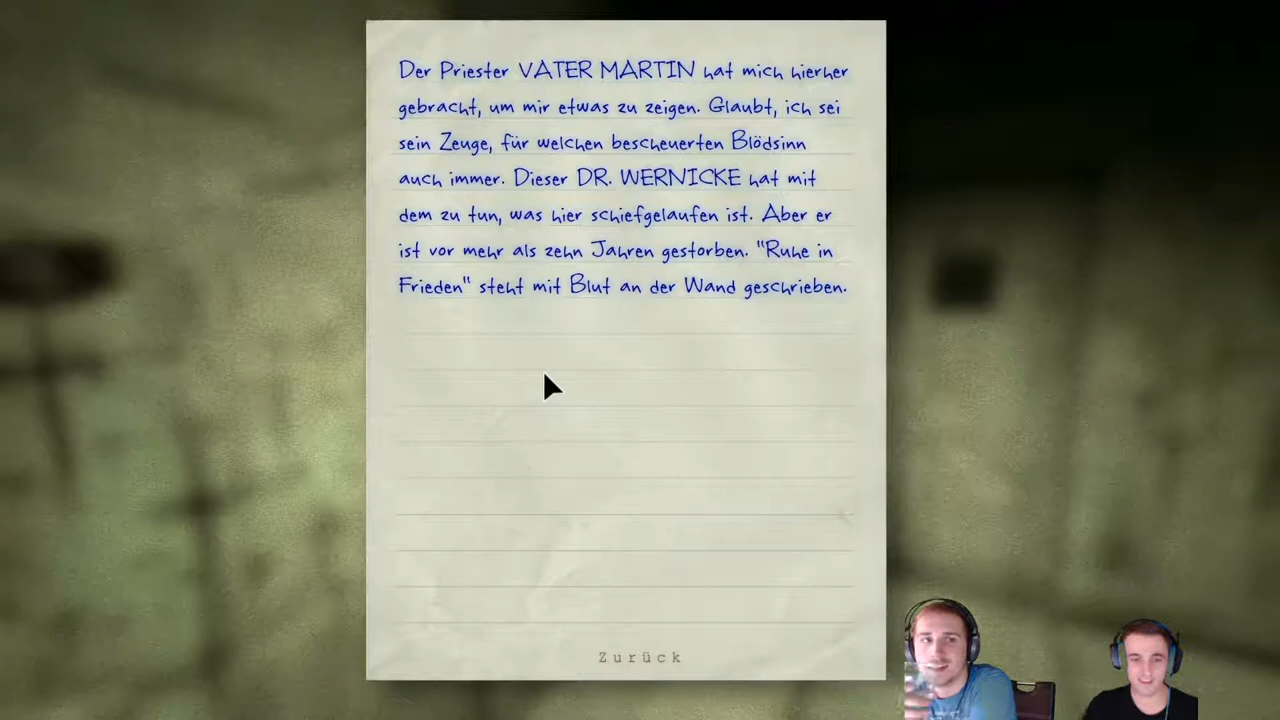 Der Priester VATER MARTIN hat mich hierher
gebracht, um mir etwas zu zeigen. Glaubt, ich sei
sein Zeuge, für welchen bescheuerten Blödsinn
auch immer. Dieser DR. WERNICKE hat mit
dem zu tun, was hier schiefgelaufen ist. Aber er
ist vor mehr als zehn Jahren gestorben. "Ruhe in
Frieden" steht mit Blut an der Wand geschrieben.
Zurück